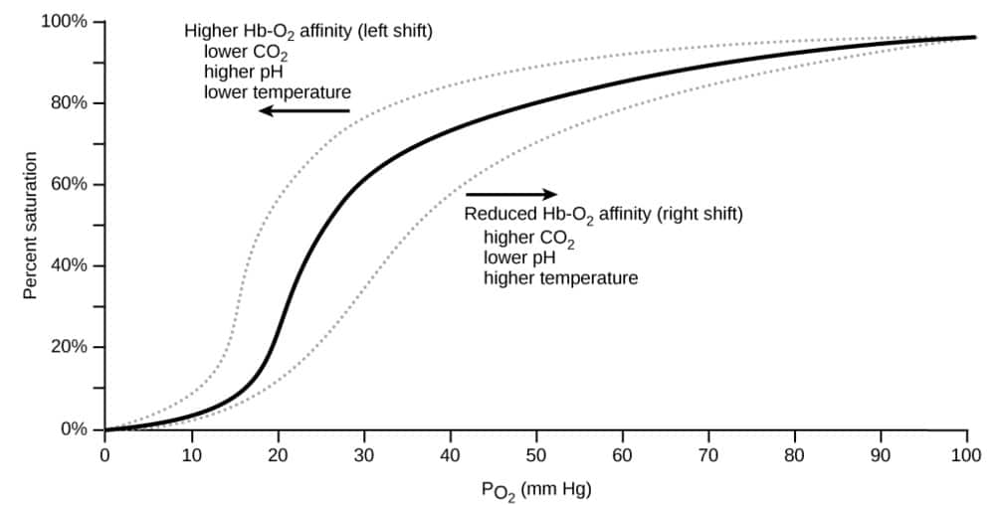 100%
Higher Hb-O₂ affinity (left shift)
lower CO₂
higher pH
lower temperature
80%
60%
Reduced Hb-O₂ affinity (right shift)
higher CO₂
lower pH
higher temperature
40%
20%
0%
Percent saturation
0 10 20 30 40 50 60 70 80 90 100
PO₂ (mm Hg)